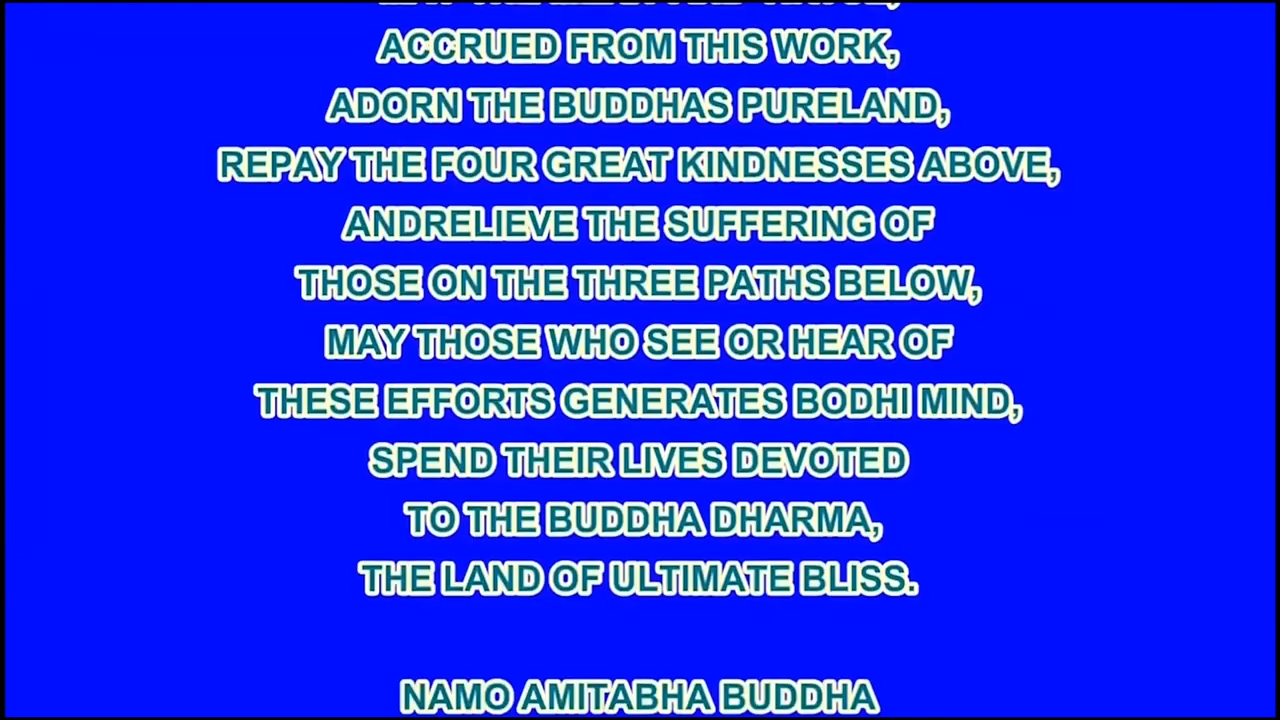 ACCRUED FROM THIS WORK,
ADORN THE BUDDHAS PURELAND,
REPAY THE FOUR GREAT KINDNESSES ABOVE,
ANDRELIEVE THE SUFFERING OF
THOSE ON THE THREE PATHS BELOW,
MAY THOSE WHO SEE OR HEAR OF
THESE EFFORTS GENERATES BODHI MIND,
SPEND THEIR LIVES DEVOTED
TO THE BUDDHA DHARMA,
THE LAND OF ULTIMATE BLISS.
NAMO AMITABHA BUDDHA